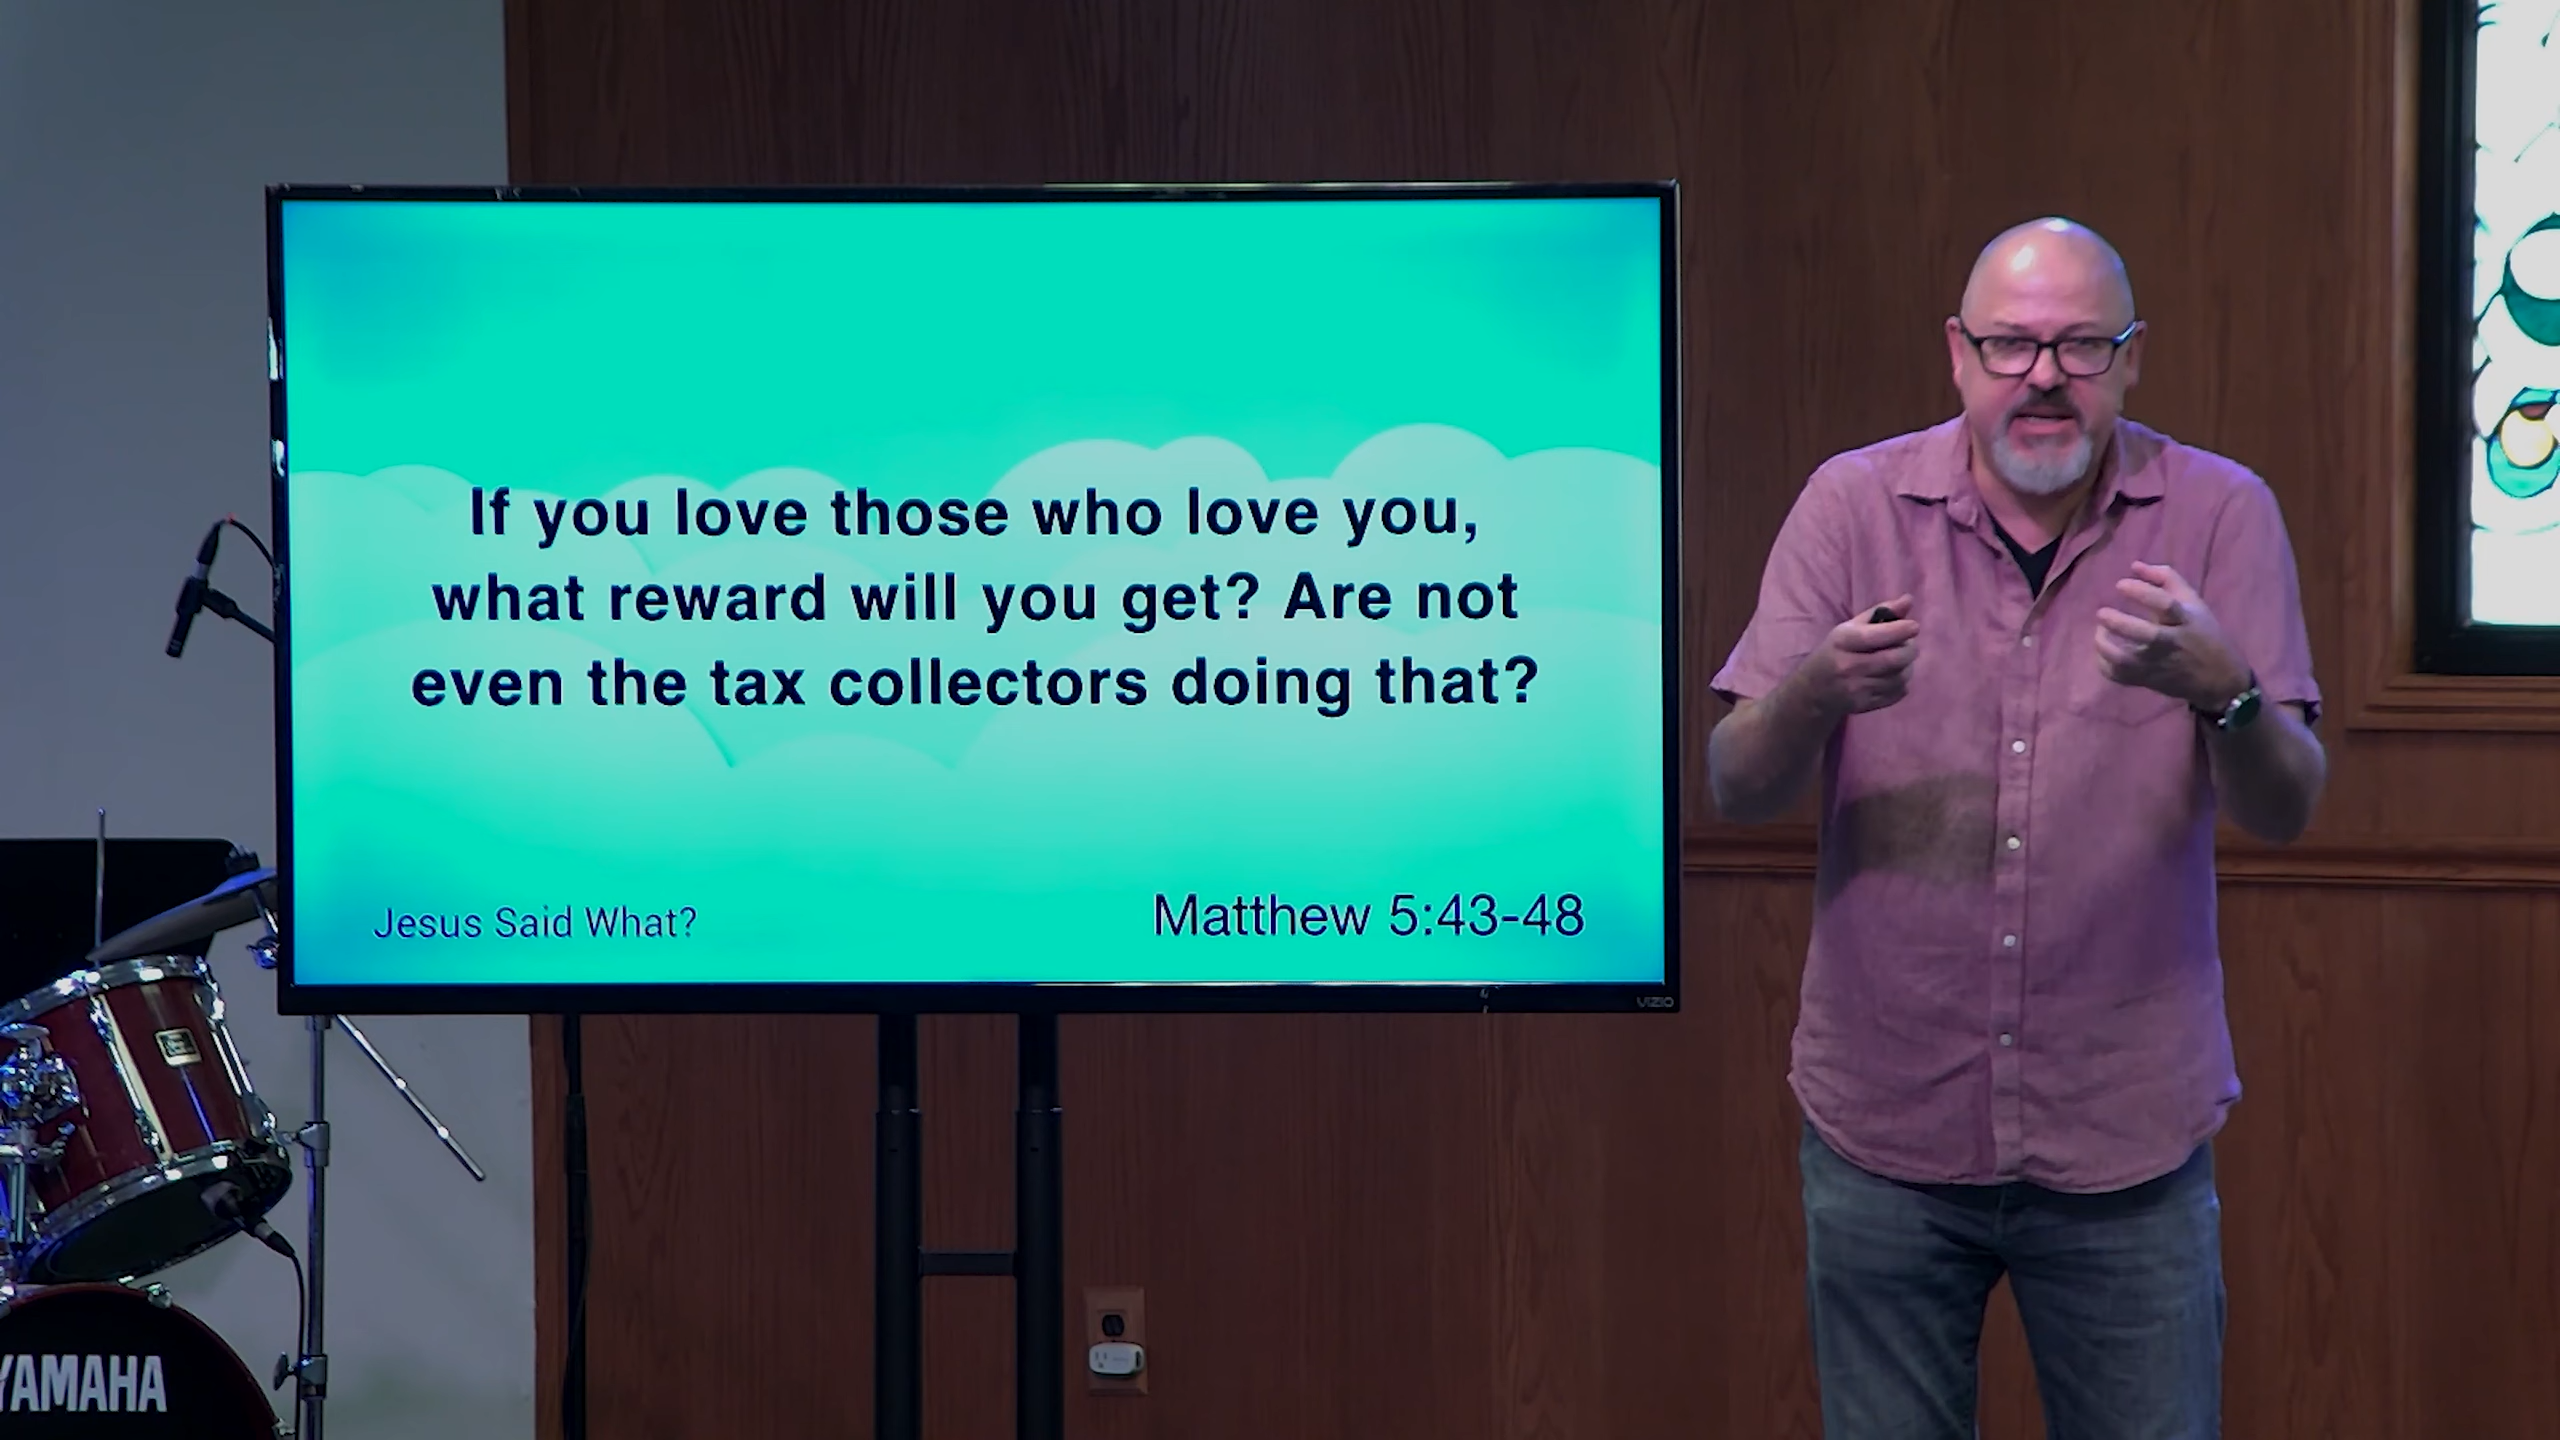 If you love those who love you,
what reward will you get? Are not
even the tax collectors doing that?
Jesus Said What?
Matthew 5:43-48
VIZIO
YAMAHA